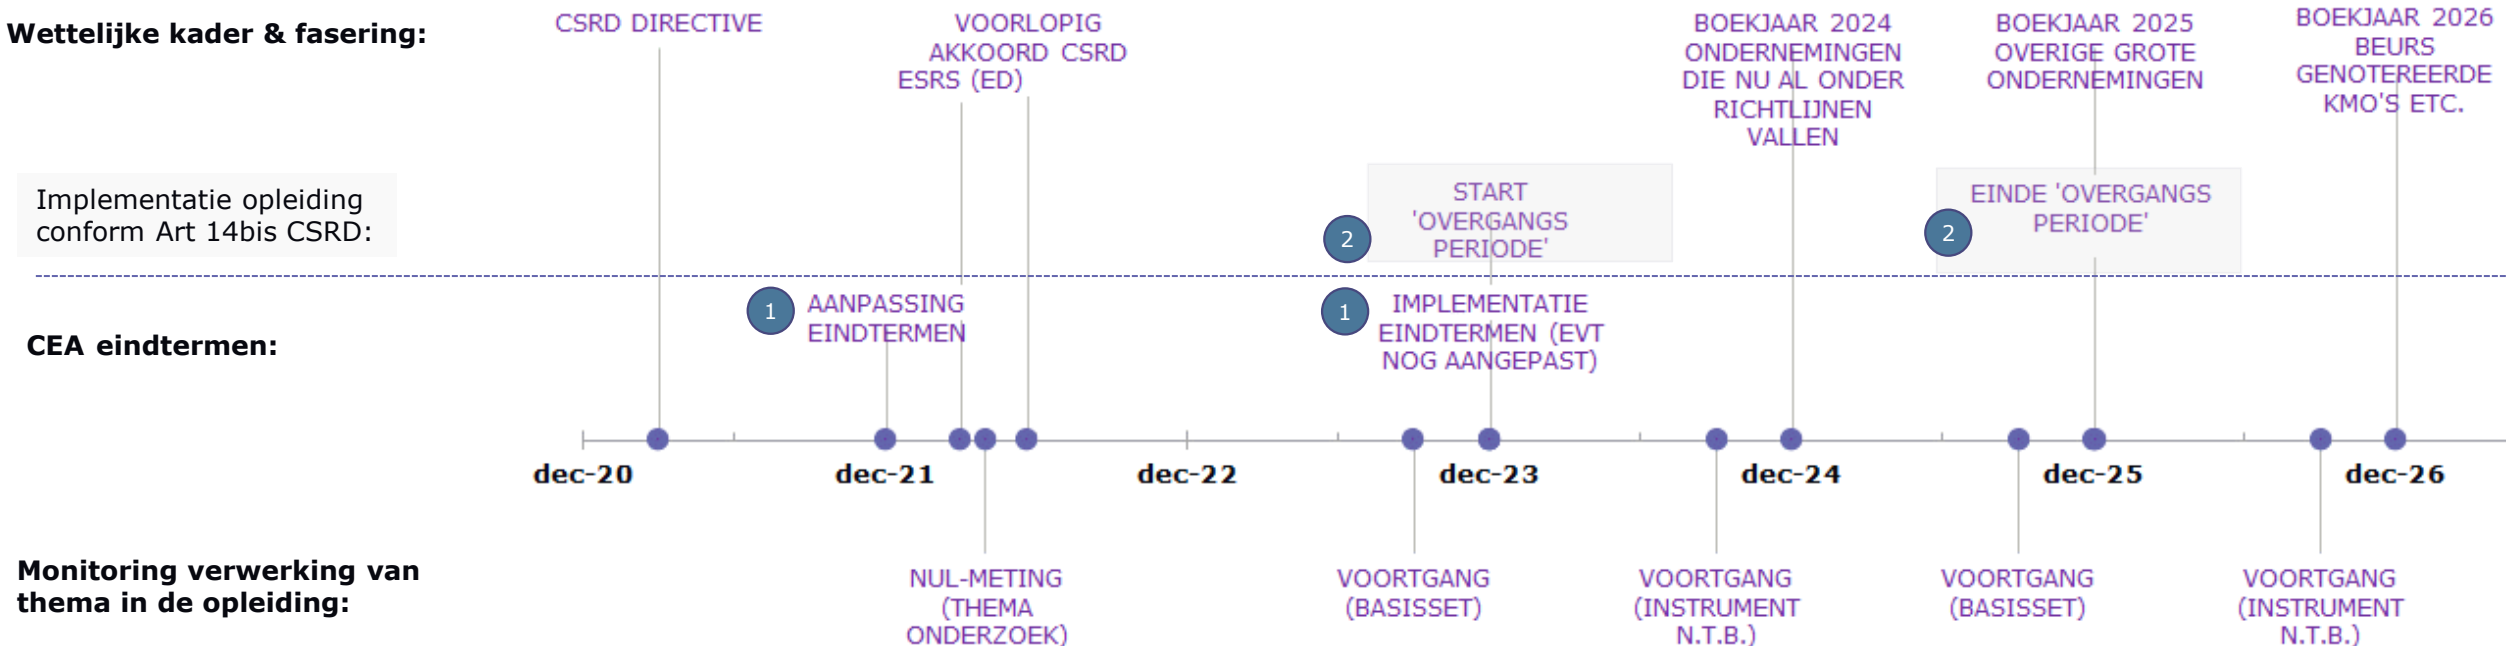 Wettelijke kader & fasering:
CSRD DIRECTIVE
VOORLOPIG
AKKOORD CSRD
ESRS (ED)
BOEKJAAR 2024
ONDERNEMINGEN
DIE NU AL ONDER
RICHTLIJNEN
VALLEN
BOEKJAAR 2025
OVERIGE GROTE
ONDERNEMINGEN
BOEKJAAR 2026
BEURS
GENOTEREERDE
KMO'S ETC.
Implementatie opleiding
conform Art 14bis CSRD:
2
START
'OVERGANGS
PERIODE'
2
EINDE 'OVERGANGS
PERIODE'
CEA eindtermen:
1
AANPASSING
EINDTERMEN
1
IMPLEMENTATIE
EINDTERMEN (EVT
NOG AANGEPAST)
dec-20
dec-21
dec-22
dec-23
dec-24
dec-25
dec-26
Monitoring verwerking van
thema in de opleiding:
NUL-METING
(THEMA
ONDERZOEK)
VOORTGANG
(BASISSET)
VOORTGANG
(INSTRUMENT
N.T.B.)
VOORTGANG
(BASISSET)
VOORTGANG
(INSTRUMENT
N.T.B.)